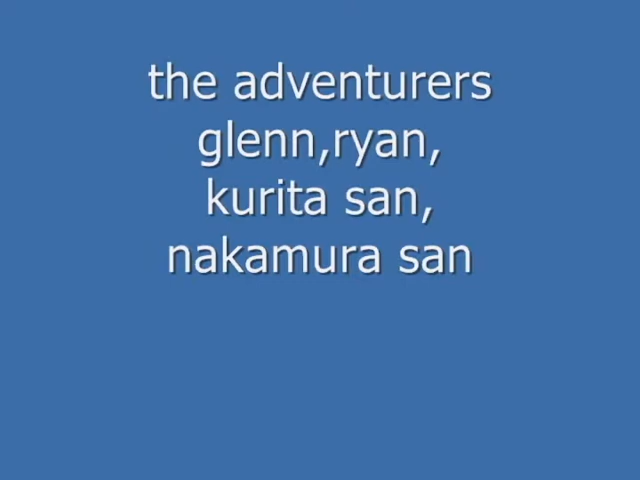 the adventurers
glenn,ryan,
kurita san,
nakamura san